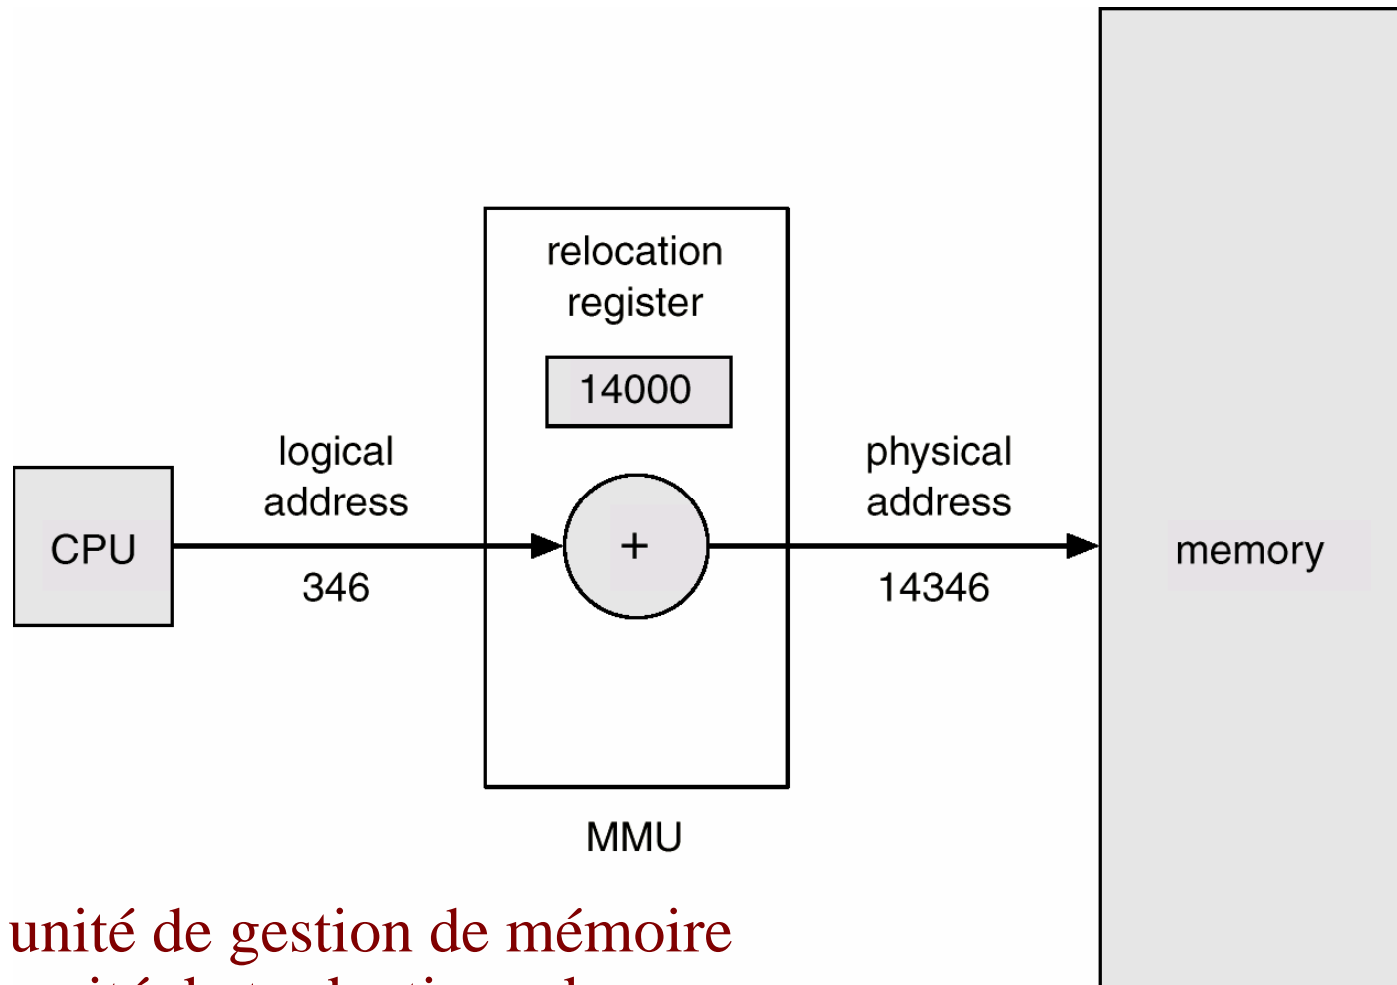 relocation
register
14000
logical
address
346
CPU
+
physical
address
14346
memory
MMU
unité de gestion de mémoire